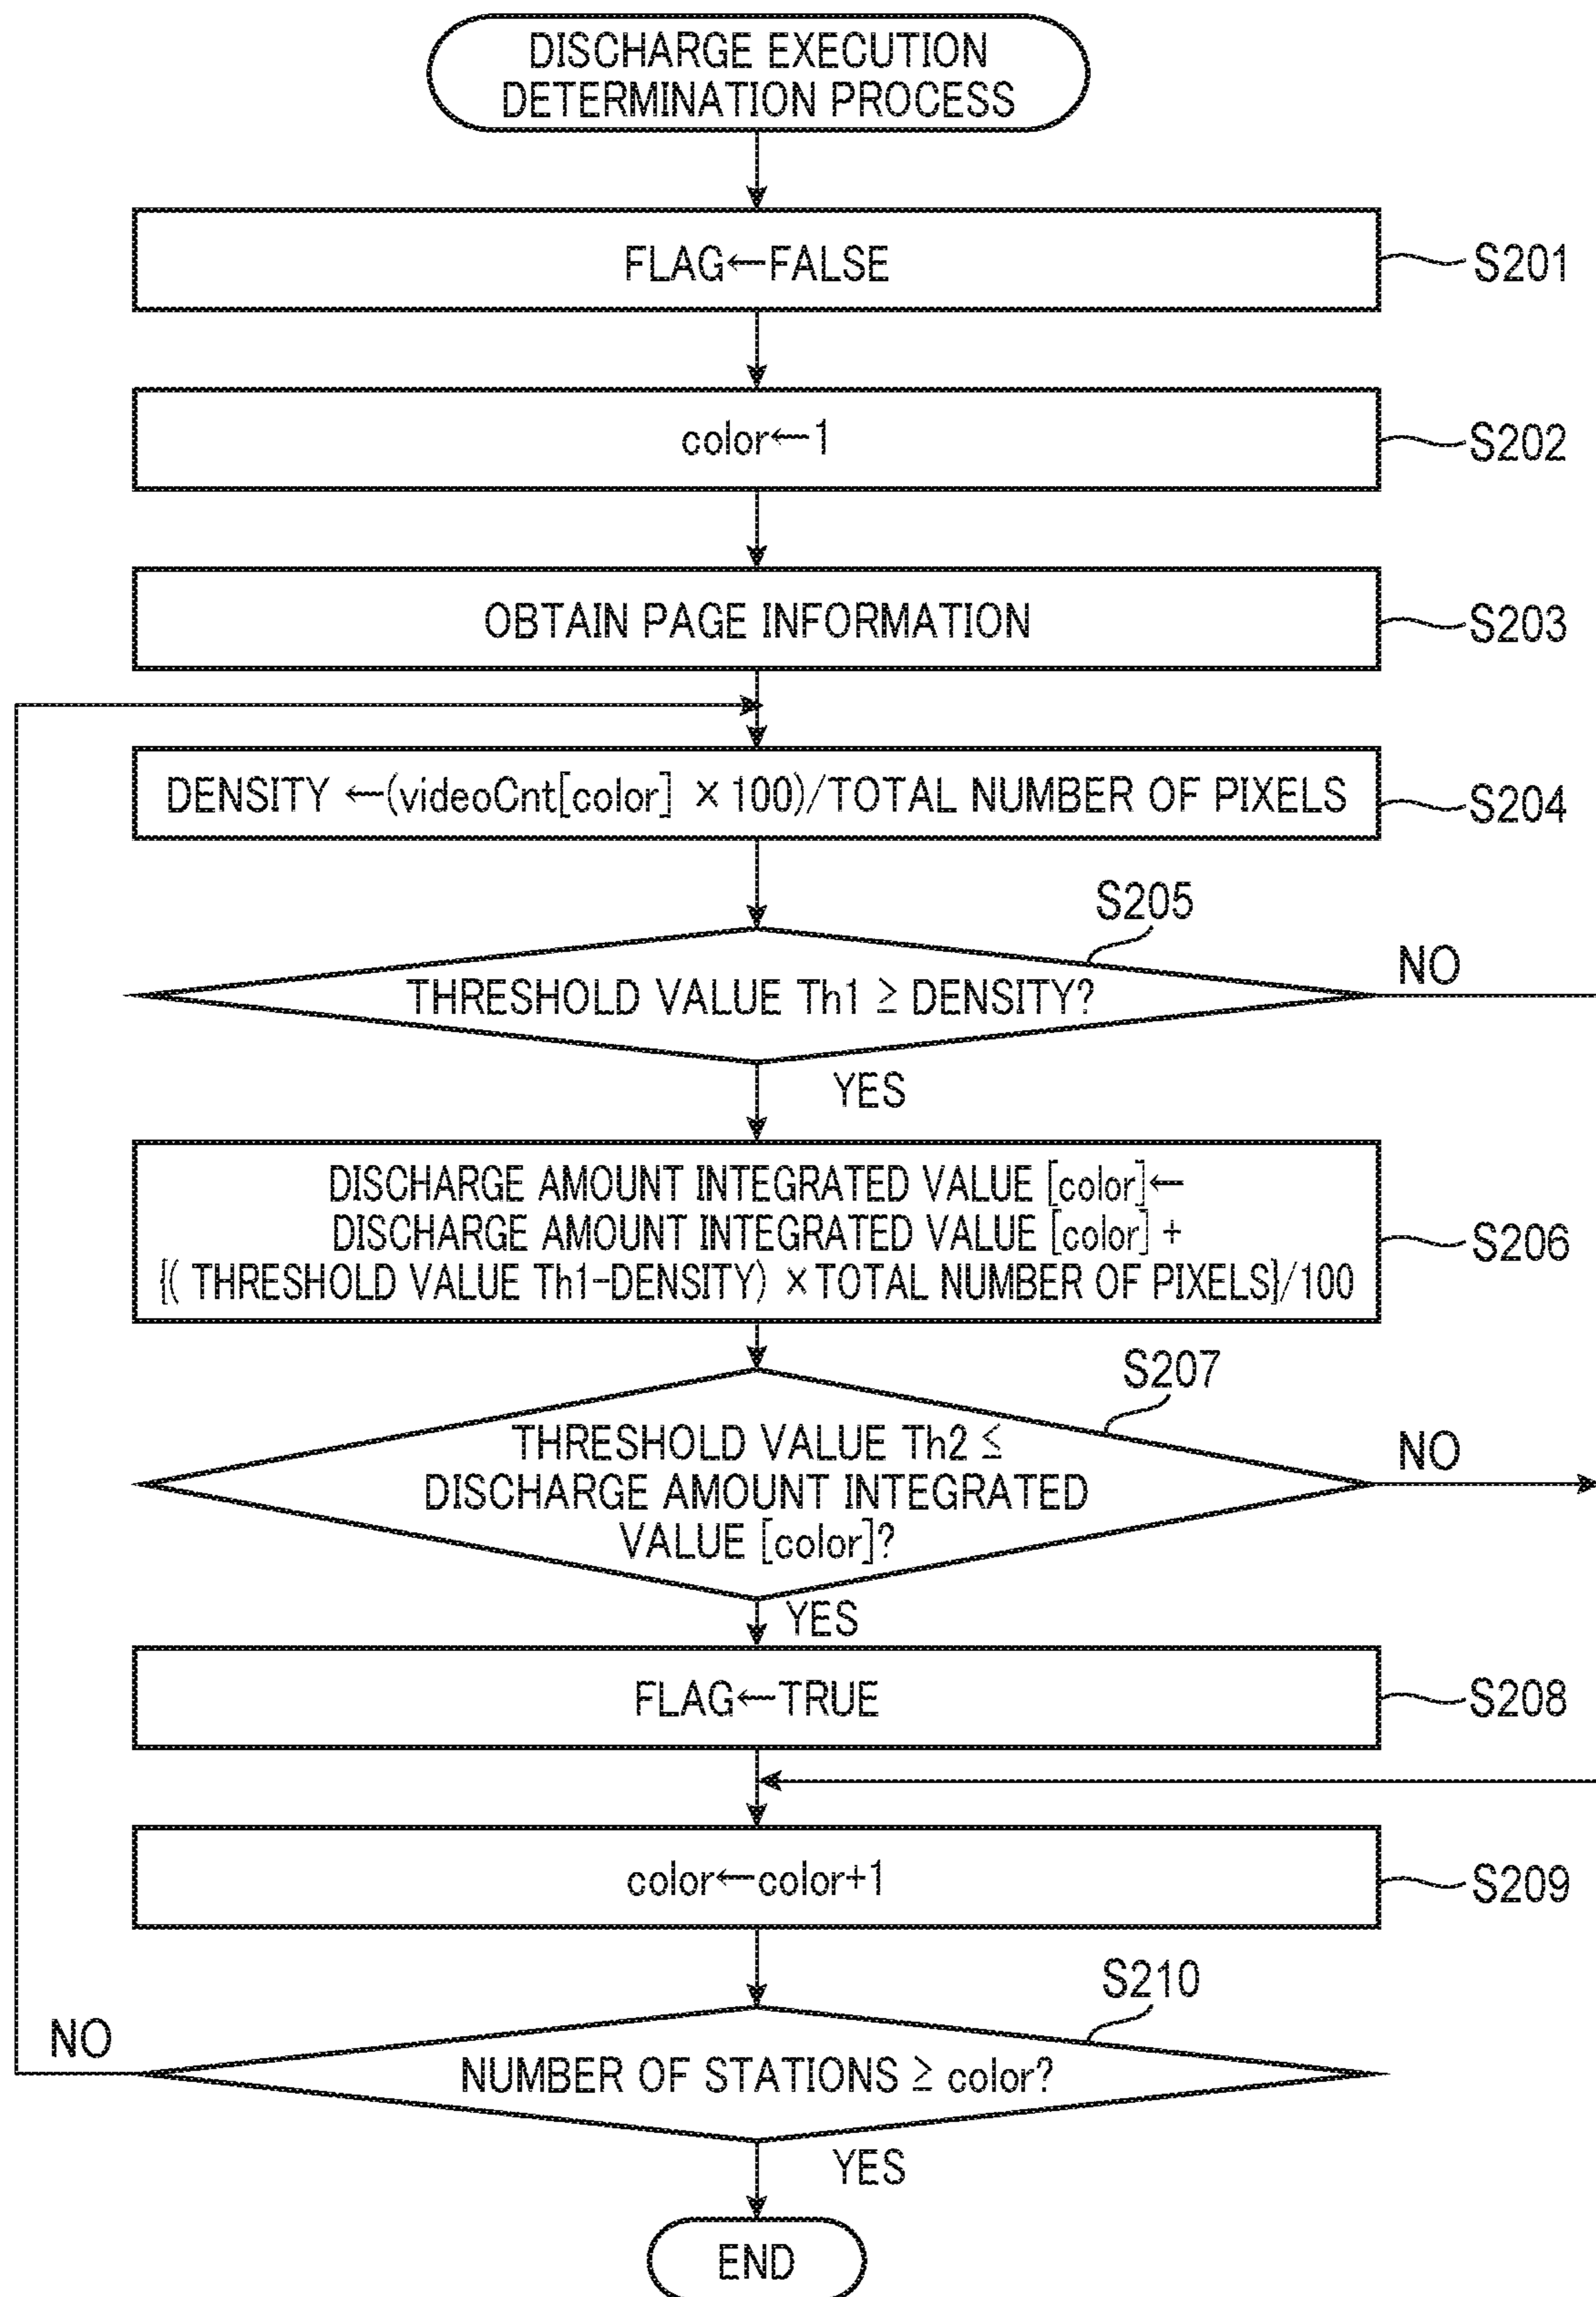 DISCHARGE EXECUTION
DETERMINATION PROCESS
FLAG←FALSE
S201
color←1
S202
OBTAIN PAGE INFORMATION
S203
DENSITY ←(videoCnt[color] ×100)/TOTAL NUMBER OF PIXELS
S204
S205
THRESHOLD VALUE Th1 ≥ DENSITY?
NO
YES
DISCHARGE AMOUNT INTEGRATED VALUE [color]←
DISCHARGE AMOUNT INTEGRATED VALUE [color] +
{( THRESHOLD VALUE Th1-DENSITY) ×TOTAL NUMBER OF PIXELS}/100
S206
S207
THRESHOLD VALUE Th2 ≤
DISCHARGE AMOUNT INTEGRATED
VALUE [color]?
NO
YES
FLAG←TRUE
S208
color←color+1
S209
S210
NUMBER OF STATIONS ≥ color?
NO
YES
END